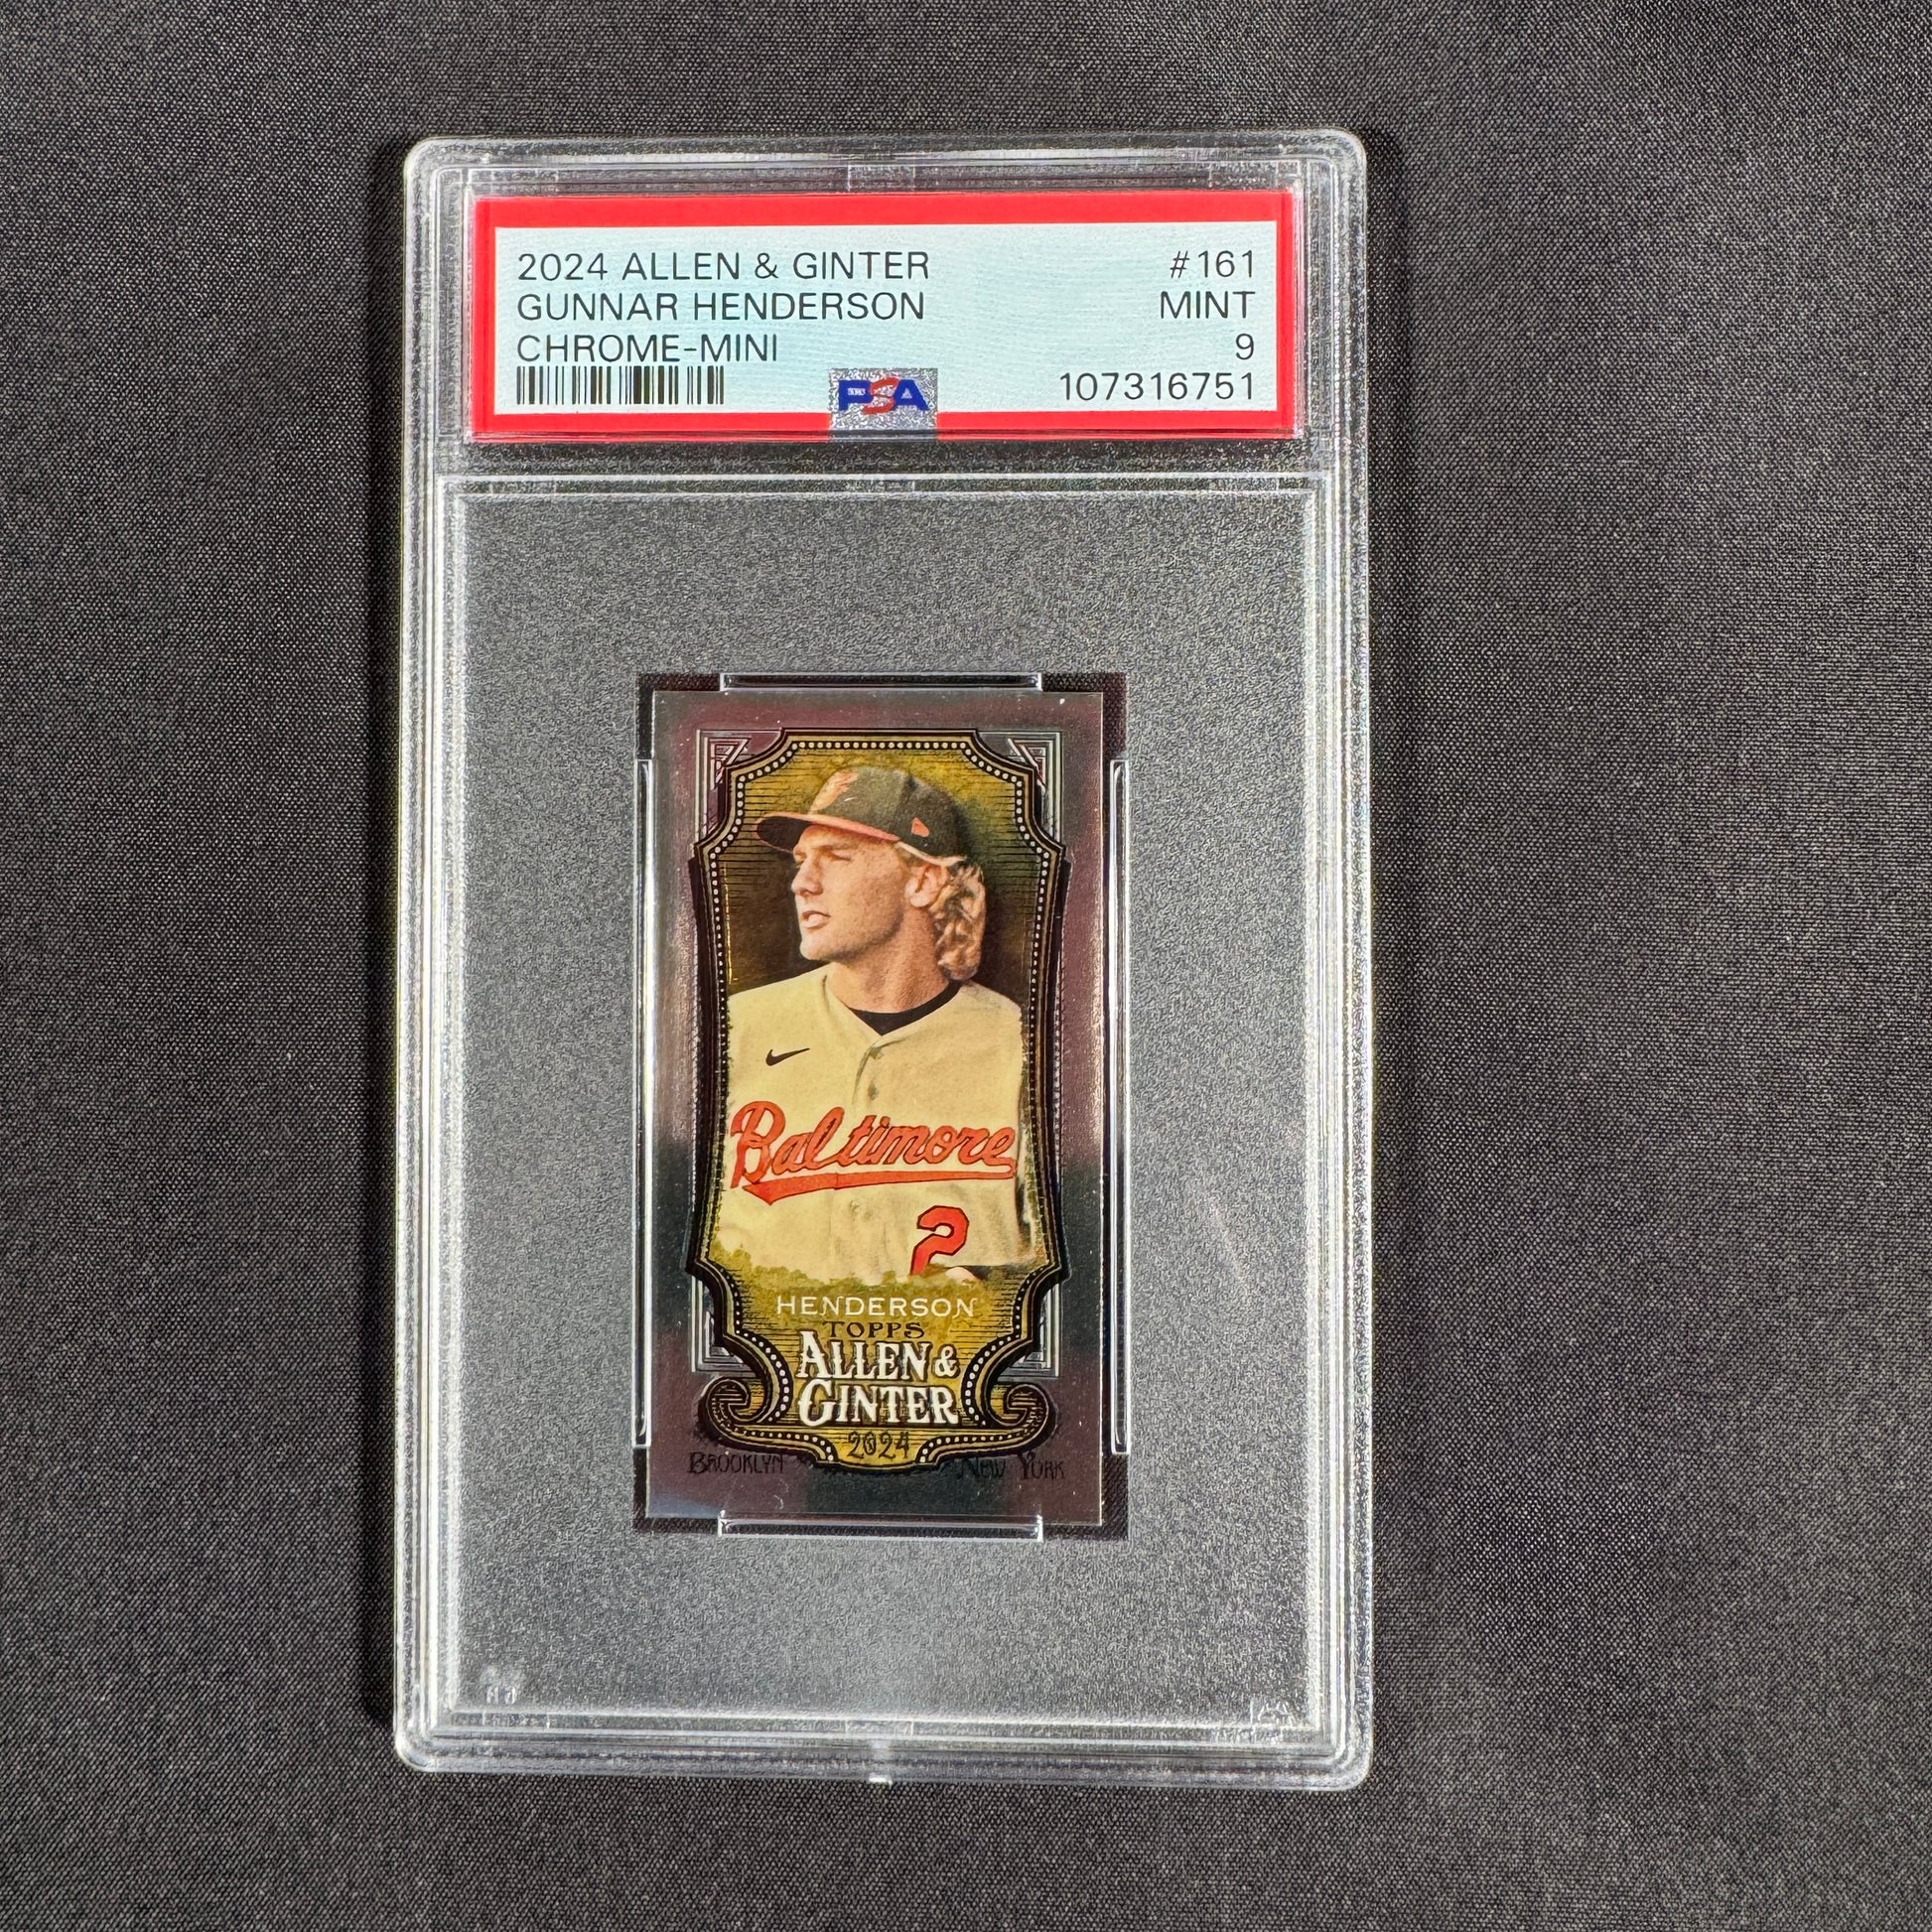 2024 ALLEN & GINTER #161
GUNNAR HENDERSON MINT
CHROME-MINI 9
PSA 107316751
Baltimore
2
HENDERSON
TOPPS
ALLEN &
GINTER
2024
BROOKLYN NEW YORK